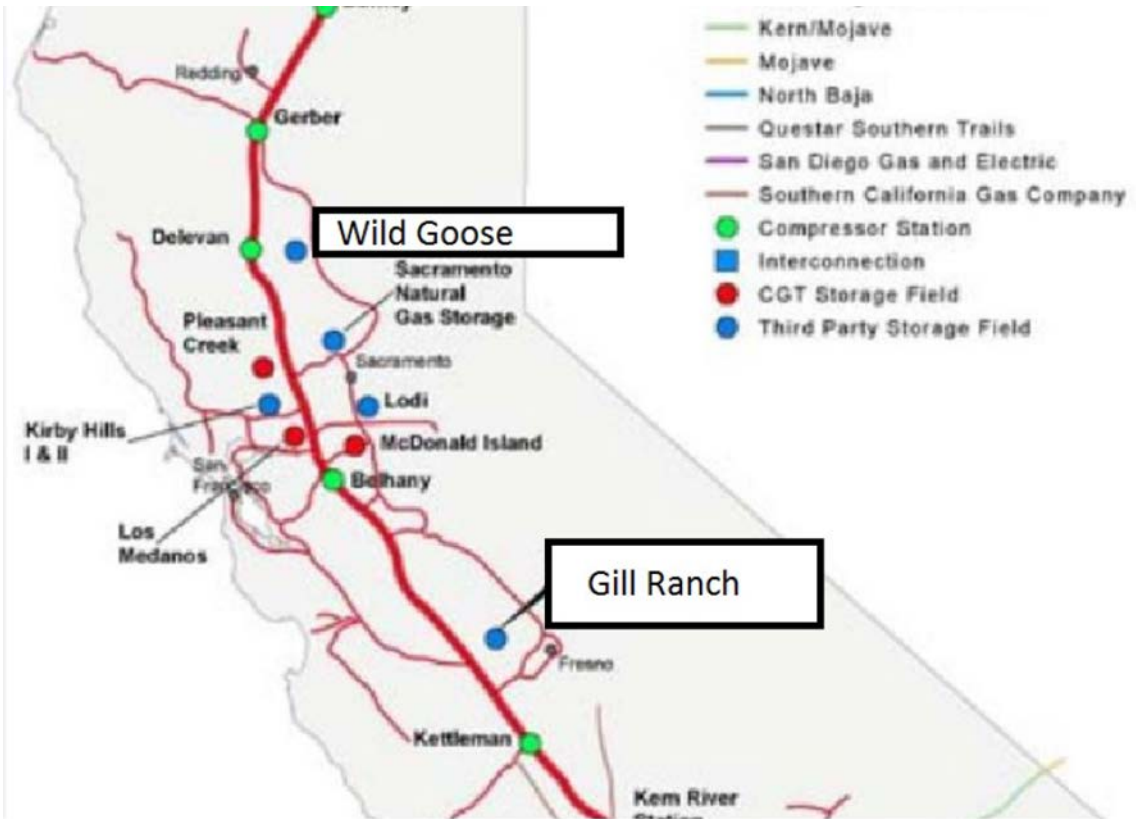 Redding
Gerber
Wild Goose
Delevan
Sacramento
Natural
Gas Storage
Pleasant
Creek
Sacramento
Lodi
Kirby Hills
I & II
McDonald Island
San
Francisco
Bethany
Los
Medanos
Gill Ranch
Fresno
Kettleman
Kern River
Kern/Mojave
Mojave
North Baja
Questar Southern Trails
San Diego Gas and Electric
Southern California Gas Company
Compressor Station
Interconnection
CGT Storage Field
Third Party Storage Field